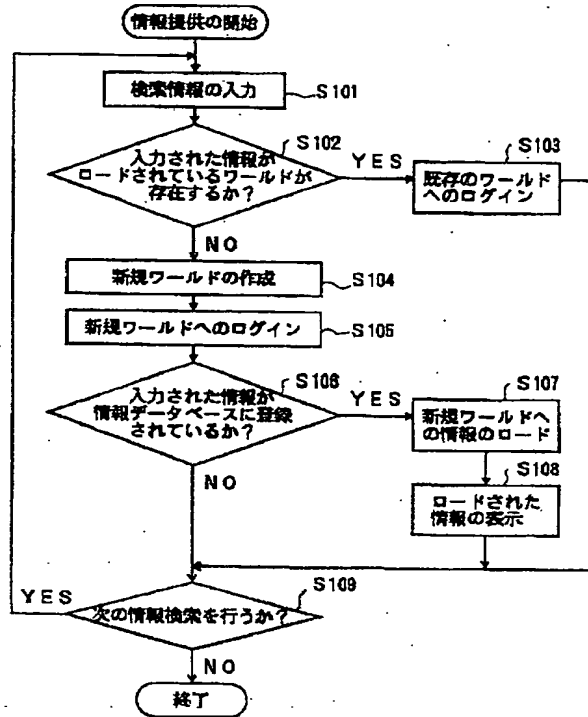 情報提供の開始
検索情報の入力
S101
S102
入力された情報が
ロードされているワールドが
存在するか？
YES
S103
既存のワールド
へのログイン
NO
新規ワールドの作成
S104
新規ワールドへのログイン
S105
S106
入力された情報が
情報データベースに登録
されているか？
YES
S107
新規ワールドへ
の情報のロード
NO
S108
ロードされた
情報の表示
YES
S109
次の情報検索を行うか？
NO
終了